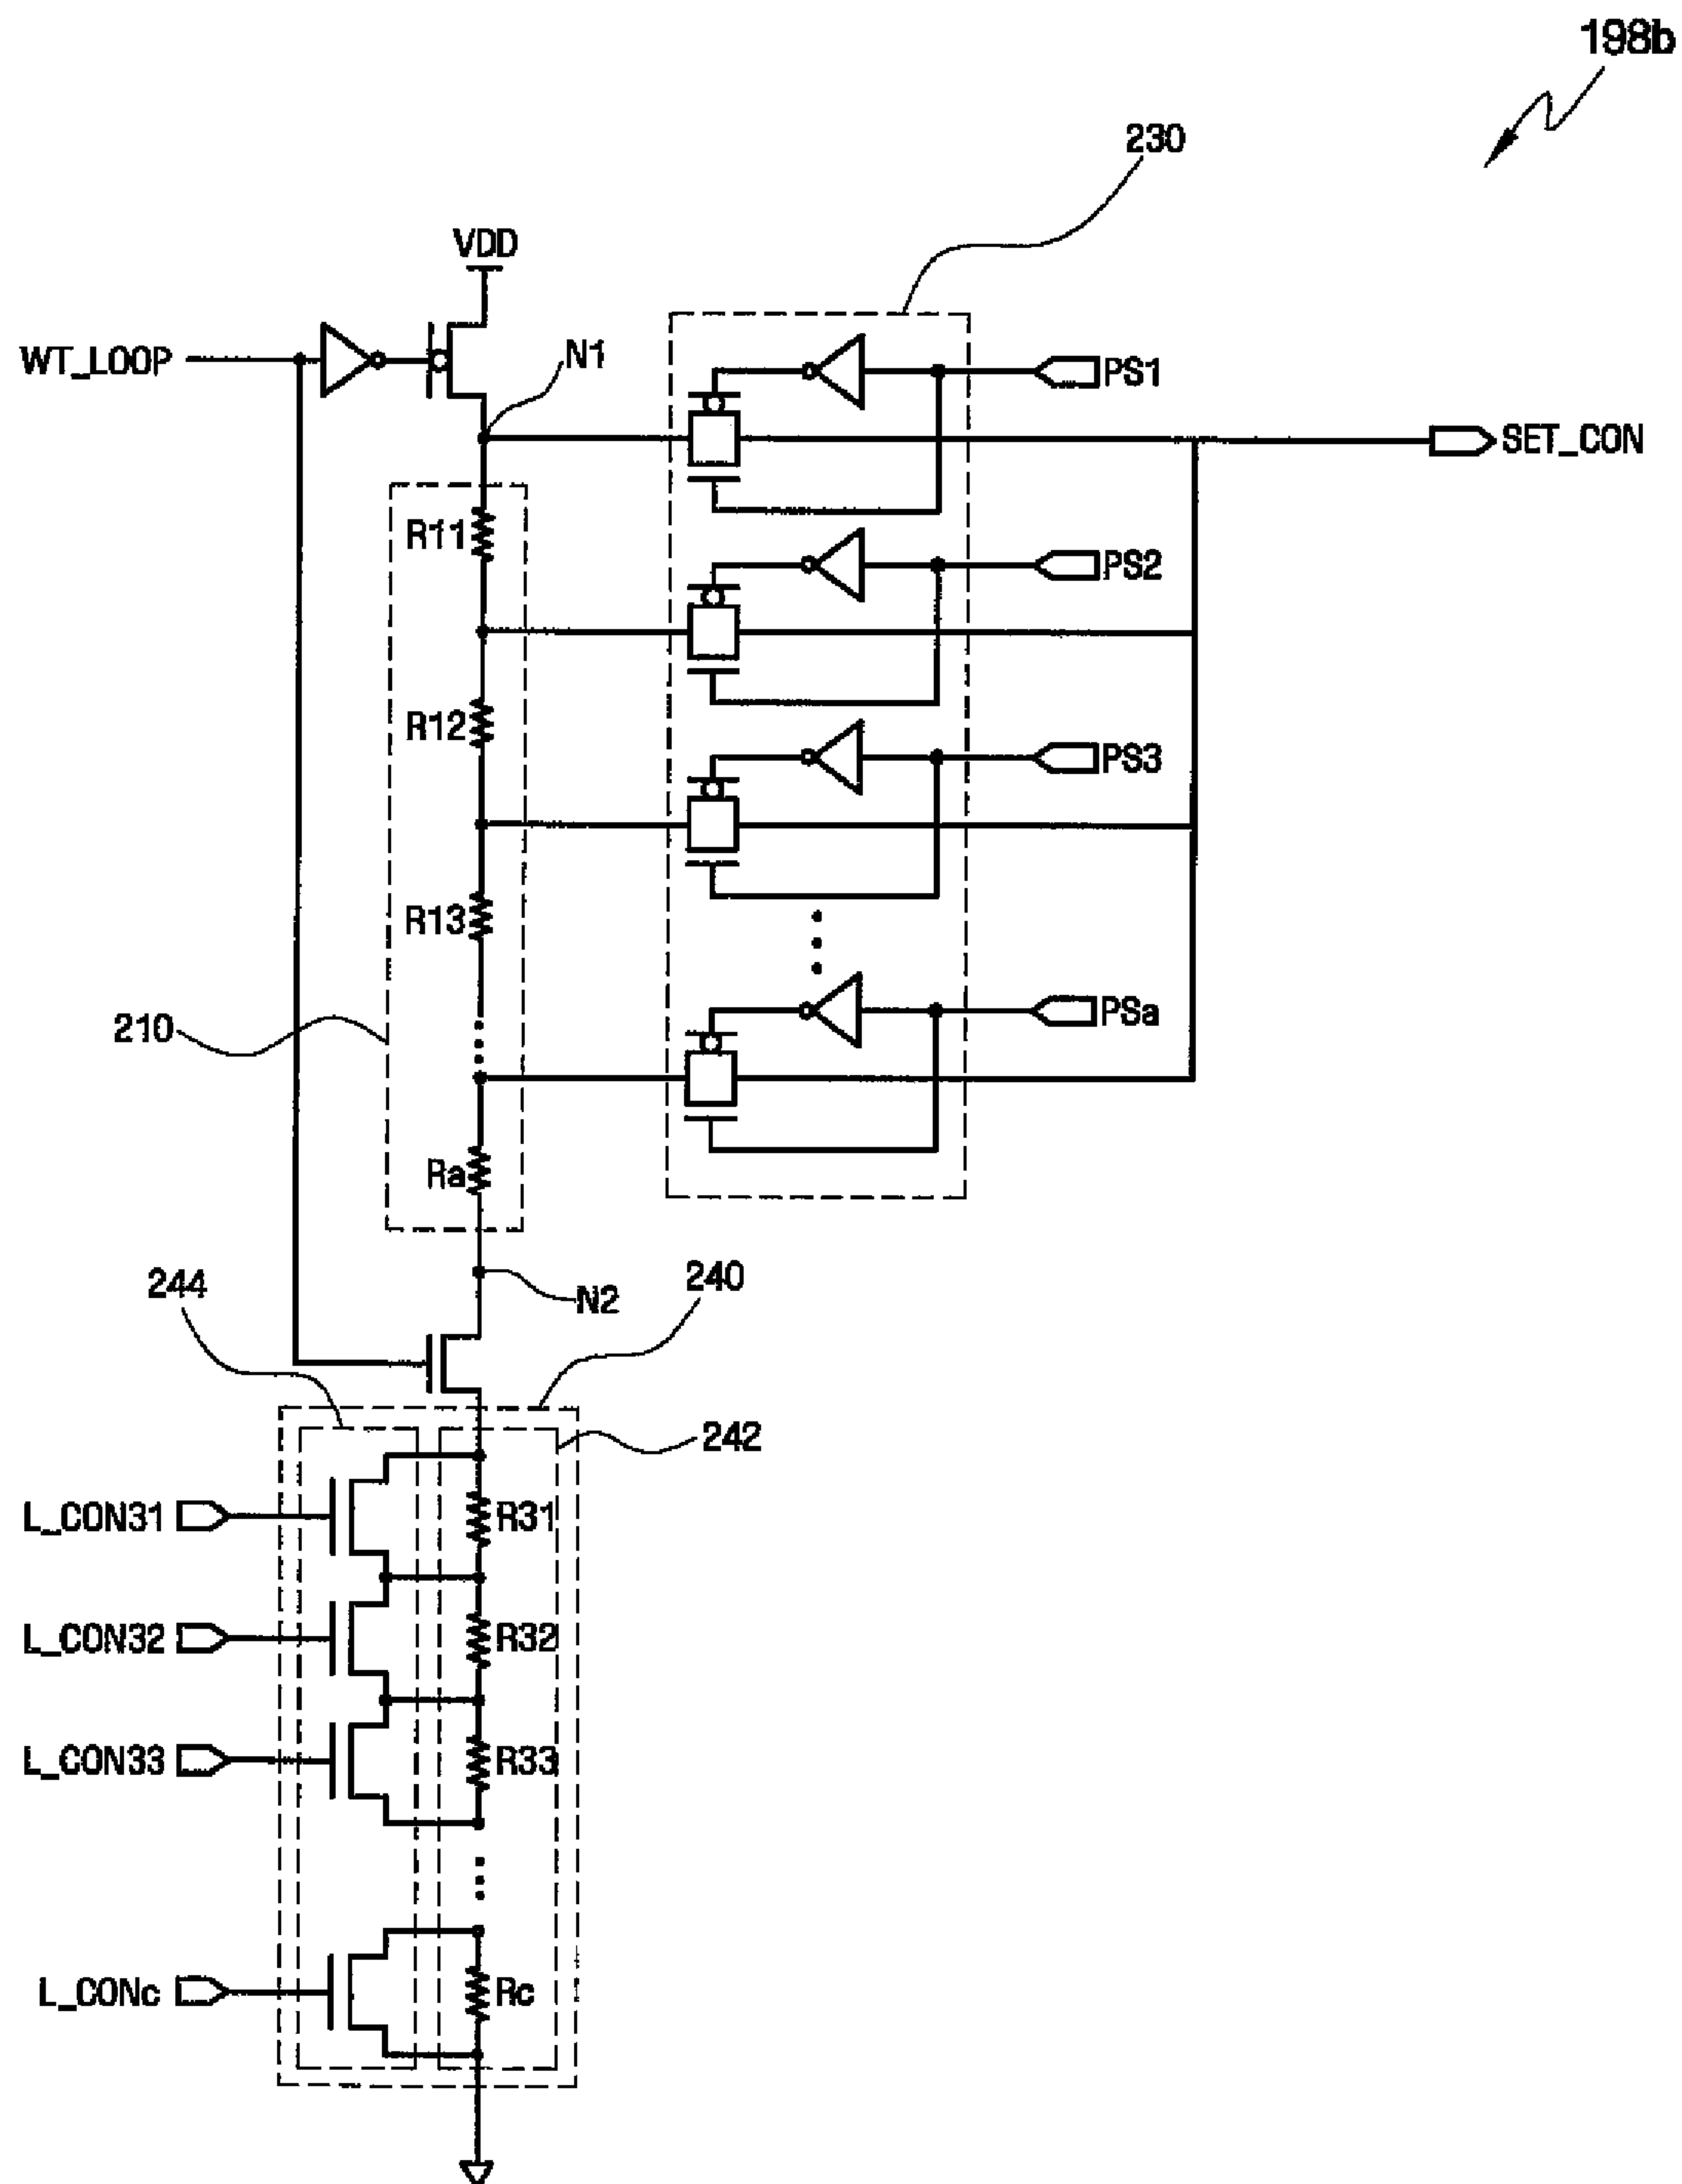 198b
230
VDD
WT_LOOP
N1
PS1
SET_CON
R11
PS2
R12
PS3
R13
210
PSa
Ra
244
240
N2
242
L_CON31
R31
L_CON32
R32
L_CON33
R33
L_CONc
Rc